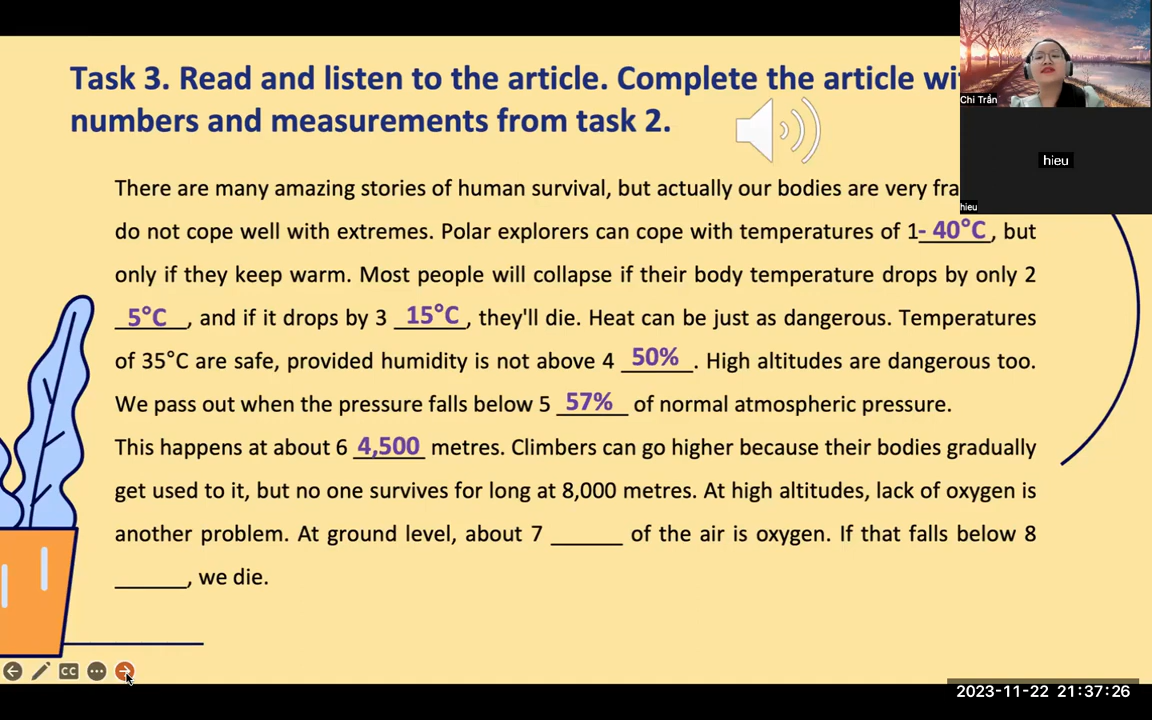 Task 3. Read and listen to the article. Complete the article
numbers and measurements from task 2.
Chi Trần
hieu
hieu
There are many amazing stories of human survival, but actually our bodies are very
do not cope well with extremes. Polar explorers can cope with temperatures of 1 - 40°C, but
only if they keep warm. Most people will collapse if their body temperature drops by only 2
5°C, and if it drops by 3 15°C, they'll die. Heat can be just as dangerous. Temperatures
of 35°C are safe, provided humidity is not above 4 50%. High altitudes are dangerous too.
We pass out when the pressure falls below 5 57% of normal atmospheric pressure.
This happens at about 6 4,500 metres. Climbers can go higher because their bodies gradually
get used to it, but no one survives for long at 8,000 metres. At high altitudes, lack of oxygen is
another problem. At ground level, about 7 ______ of the air is oxygen. If that falls below 8
______, we die.
CC
2023-11-22 21:37:26